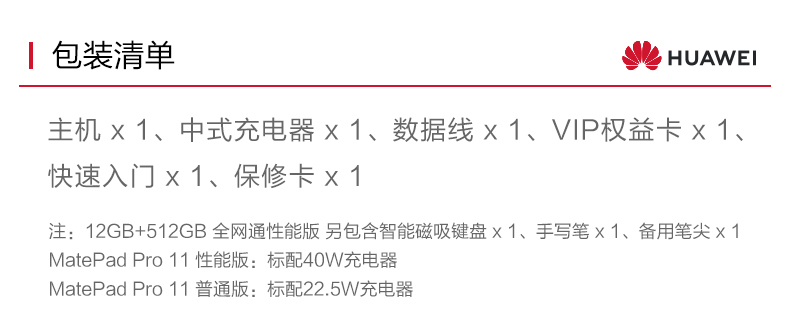 包装清单
HUAWEI
主机 x 1、中式充电器 x 1、数据线 x 1、VIP权益卡 x 1、
快速入门 x 1、保修卡 x 1
注：12GB+512GB 全网通性能版 另包含智能磁吸键盘 x 1、手写笔 x 1、备用笔尖 x 1
MatePad Pro 11 性能版：标配40W充电器
MatePad Pro 11 普通版：标配22.5W充电器